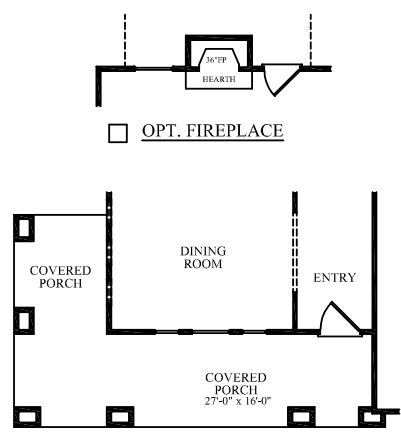 36"FP
HEARTH
OPT. FIREPLACE
DINING
ROOM
COVERED
PORCH
ENTRY
COVERED
PORCH
27'-0" x 16'-0"